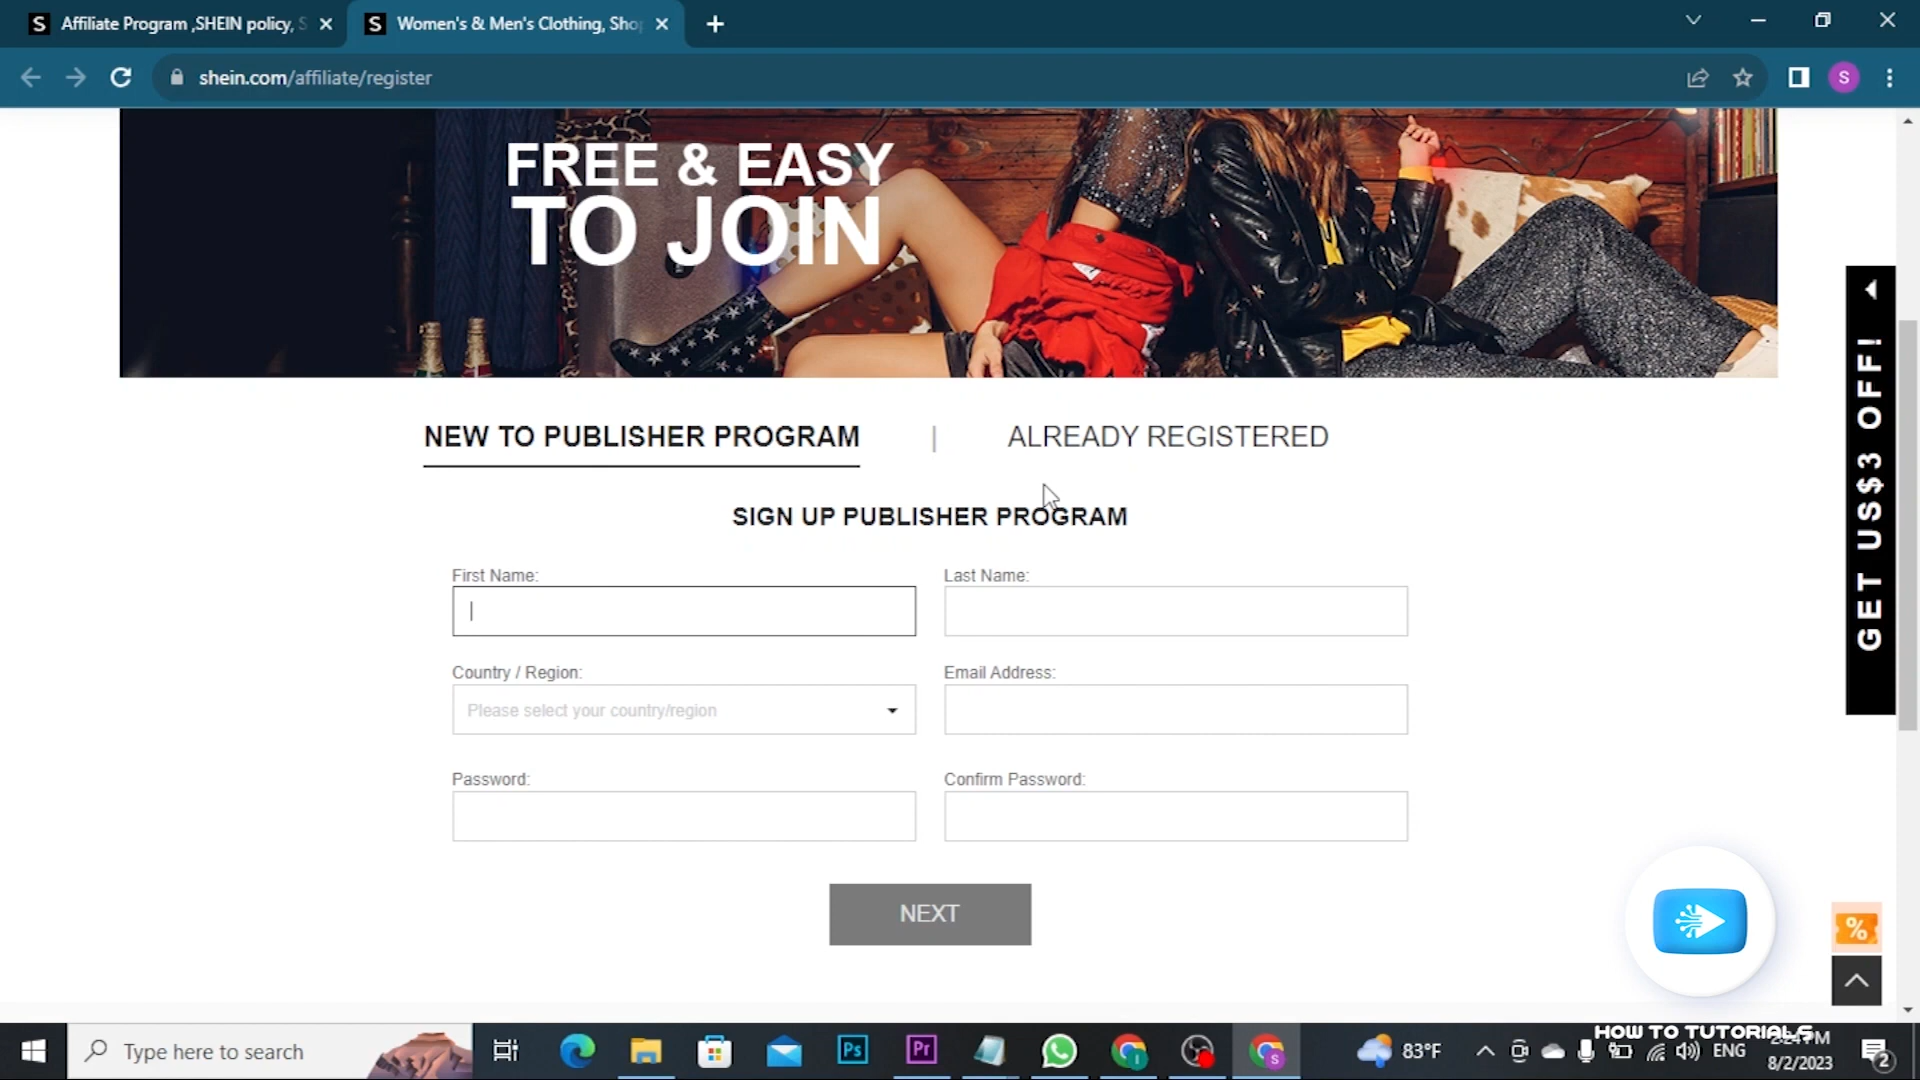 S Affiliate Program ,SHEIN policy, S
S Women's & Men's Clothing, Shop
shein.com/affiliate/register
S
FREE & EASY
TO JOIN
GET US$3 OFF!
NEW TO PUBLISHER PROGRAM | ALREADY REGISTERED
SIGN UP PUBLISHER PROGRAM
First Name:
Last Name:
Country / Region:
Email Address:
Please select your country/region
Password:
Confirm Password:
NEXT
%
HOW TO TUTORIALS
Type here to search
Ps
Pr
83°F
ENG
8/2/2023
2